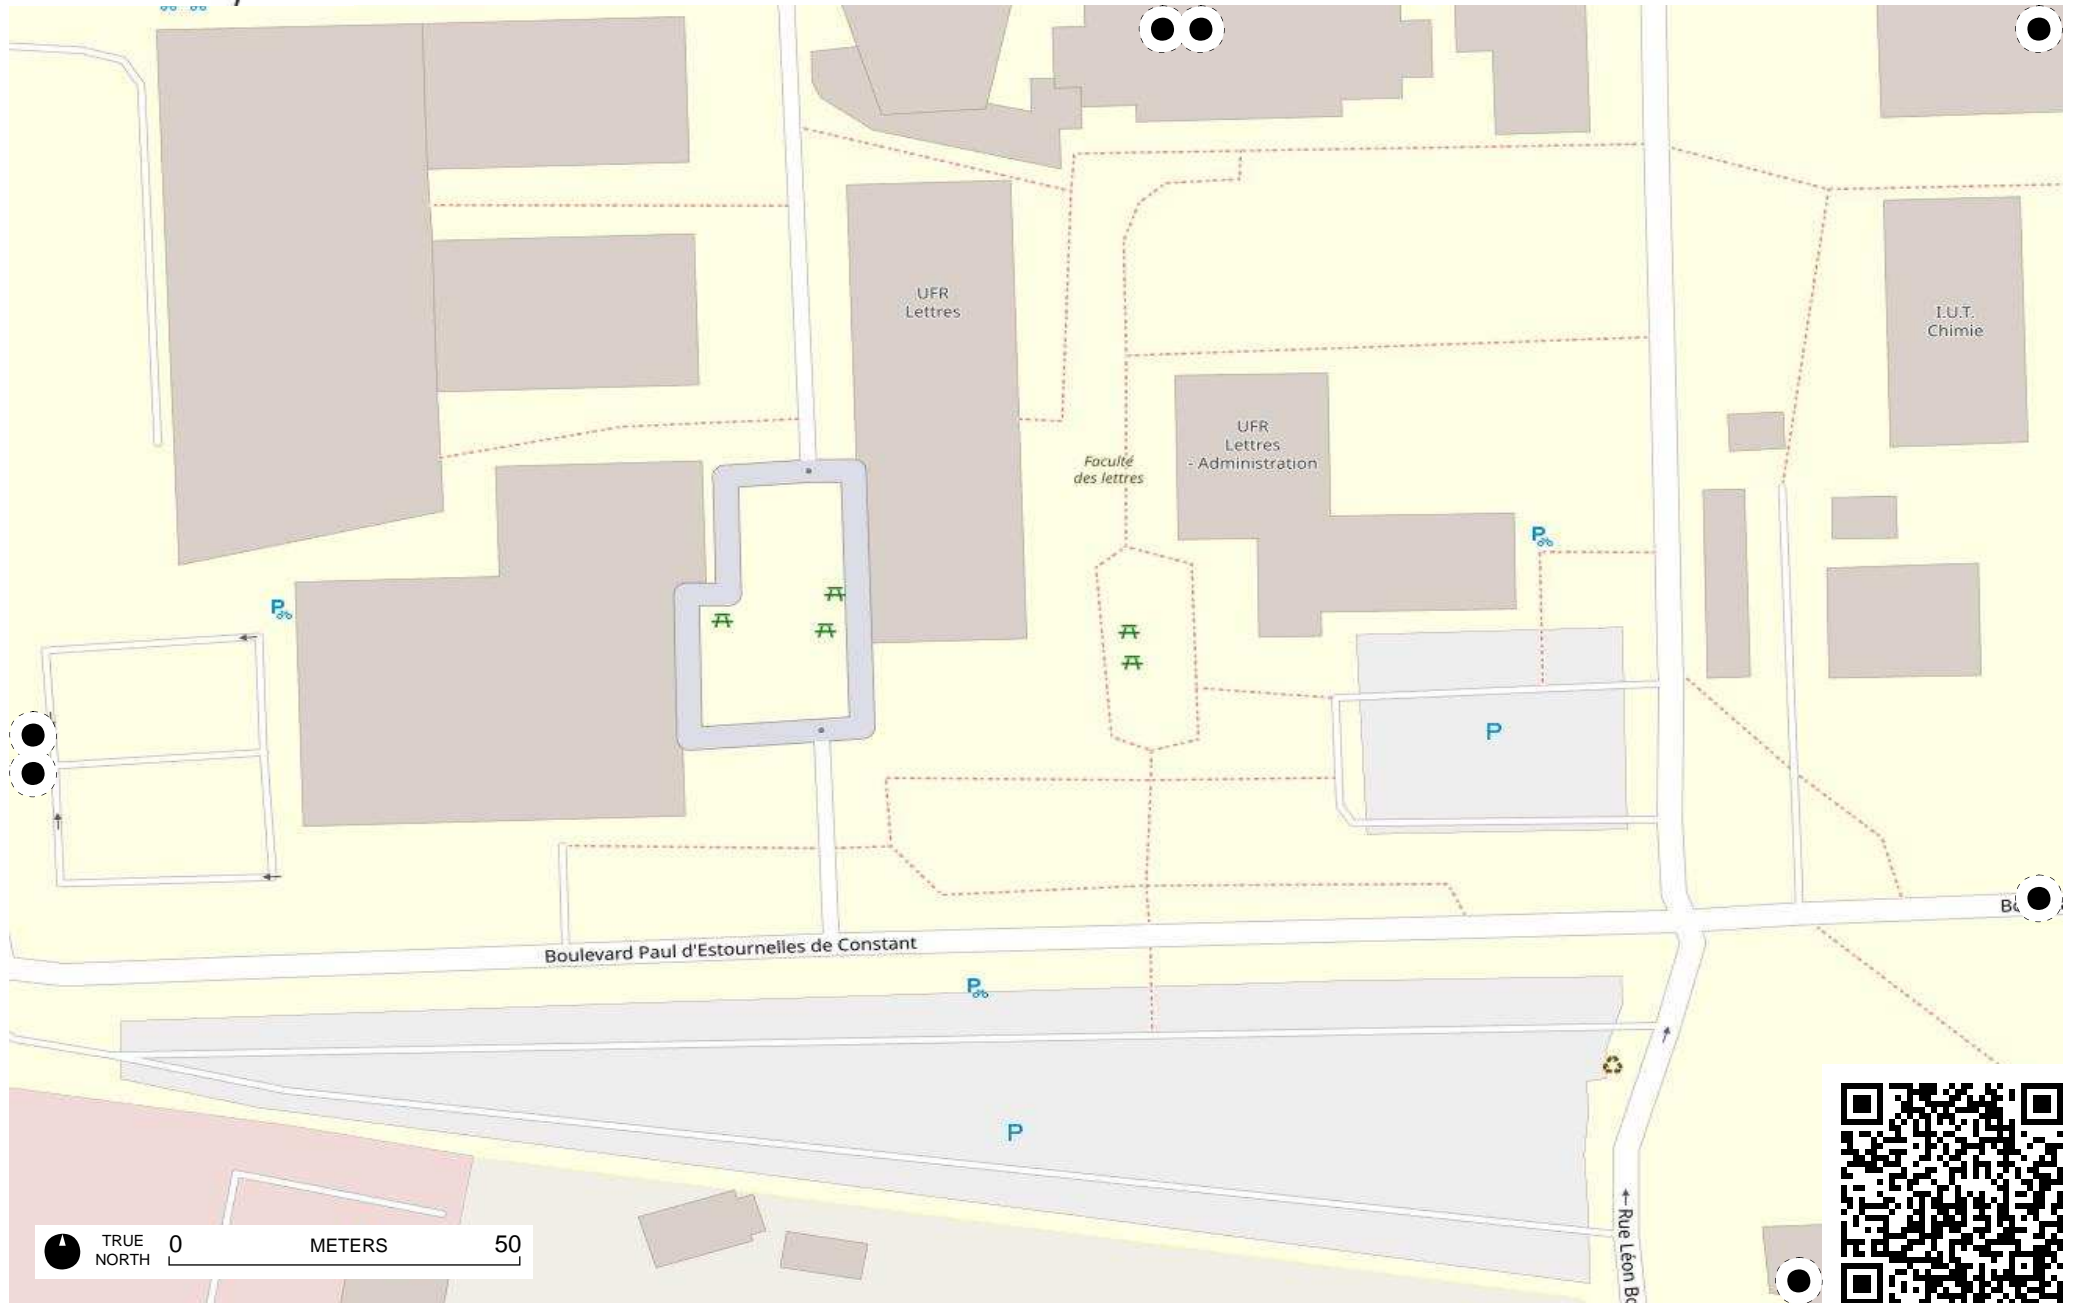 UFR
Lettres
I.U.T.
Chimie
UFR
Lettres
- Administration
Faculté
des lettres
P
P
P
Boulevard Paul d'Estournelles de Constant
P
P
TRUE
NORTH
0 METERS 50